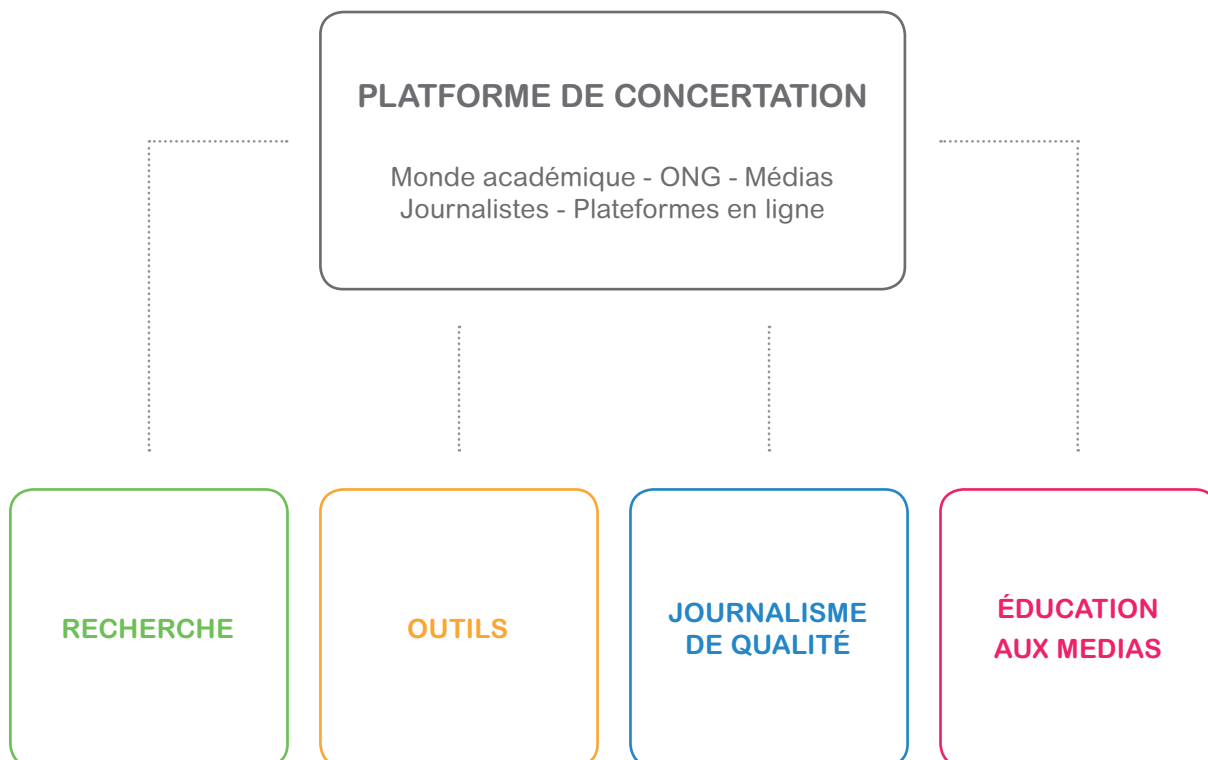 PLATFORME DE CONCERTATION
Monde académique - ONG - Médias
Journalistes - Plateformes en ligne
RECHERCHE
OUTILS
JOURNALISME
DE QUALITÉ
ÉDUCATION
AUX MEDIAS